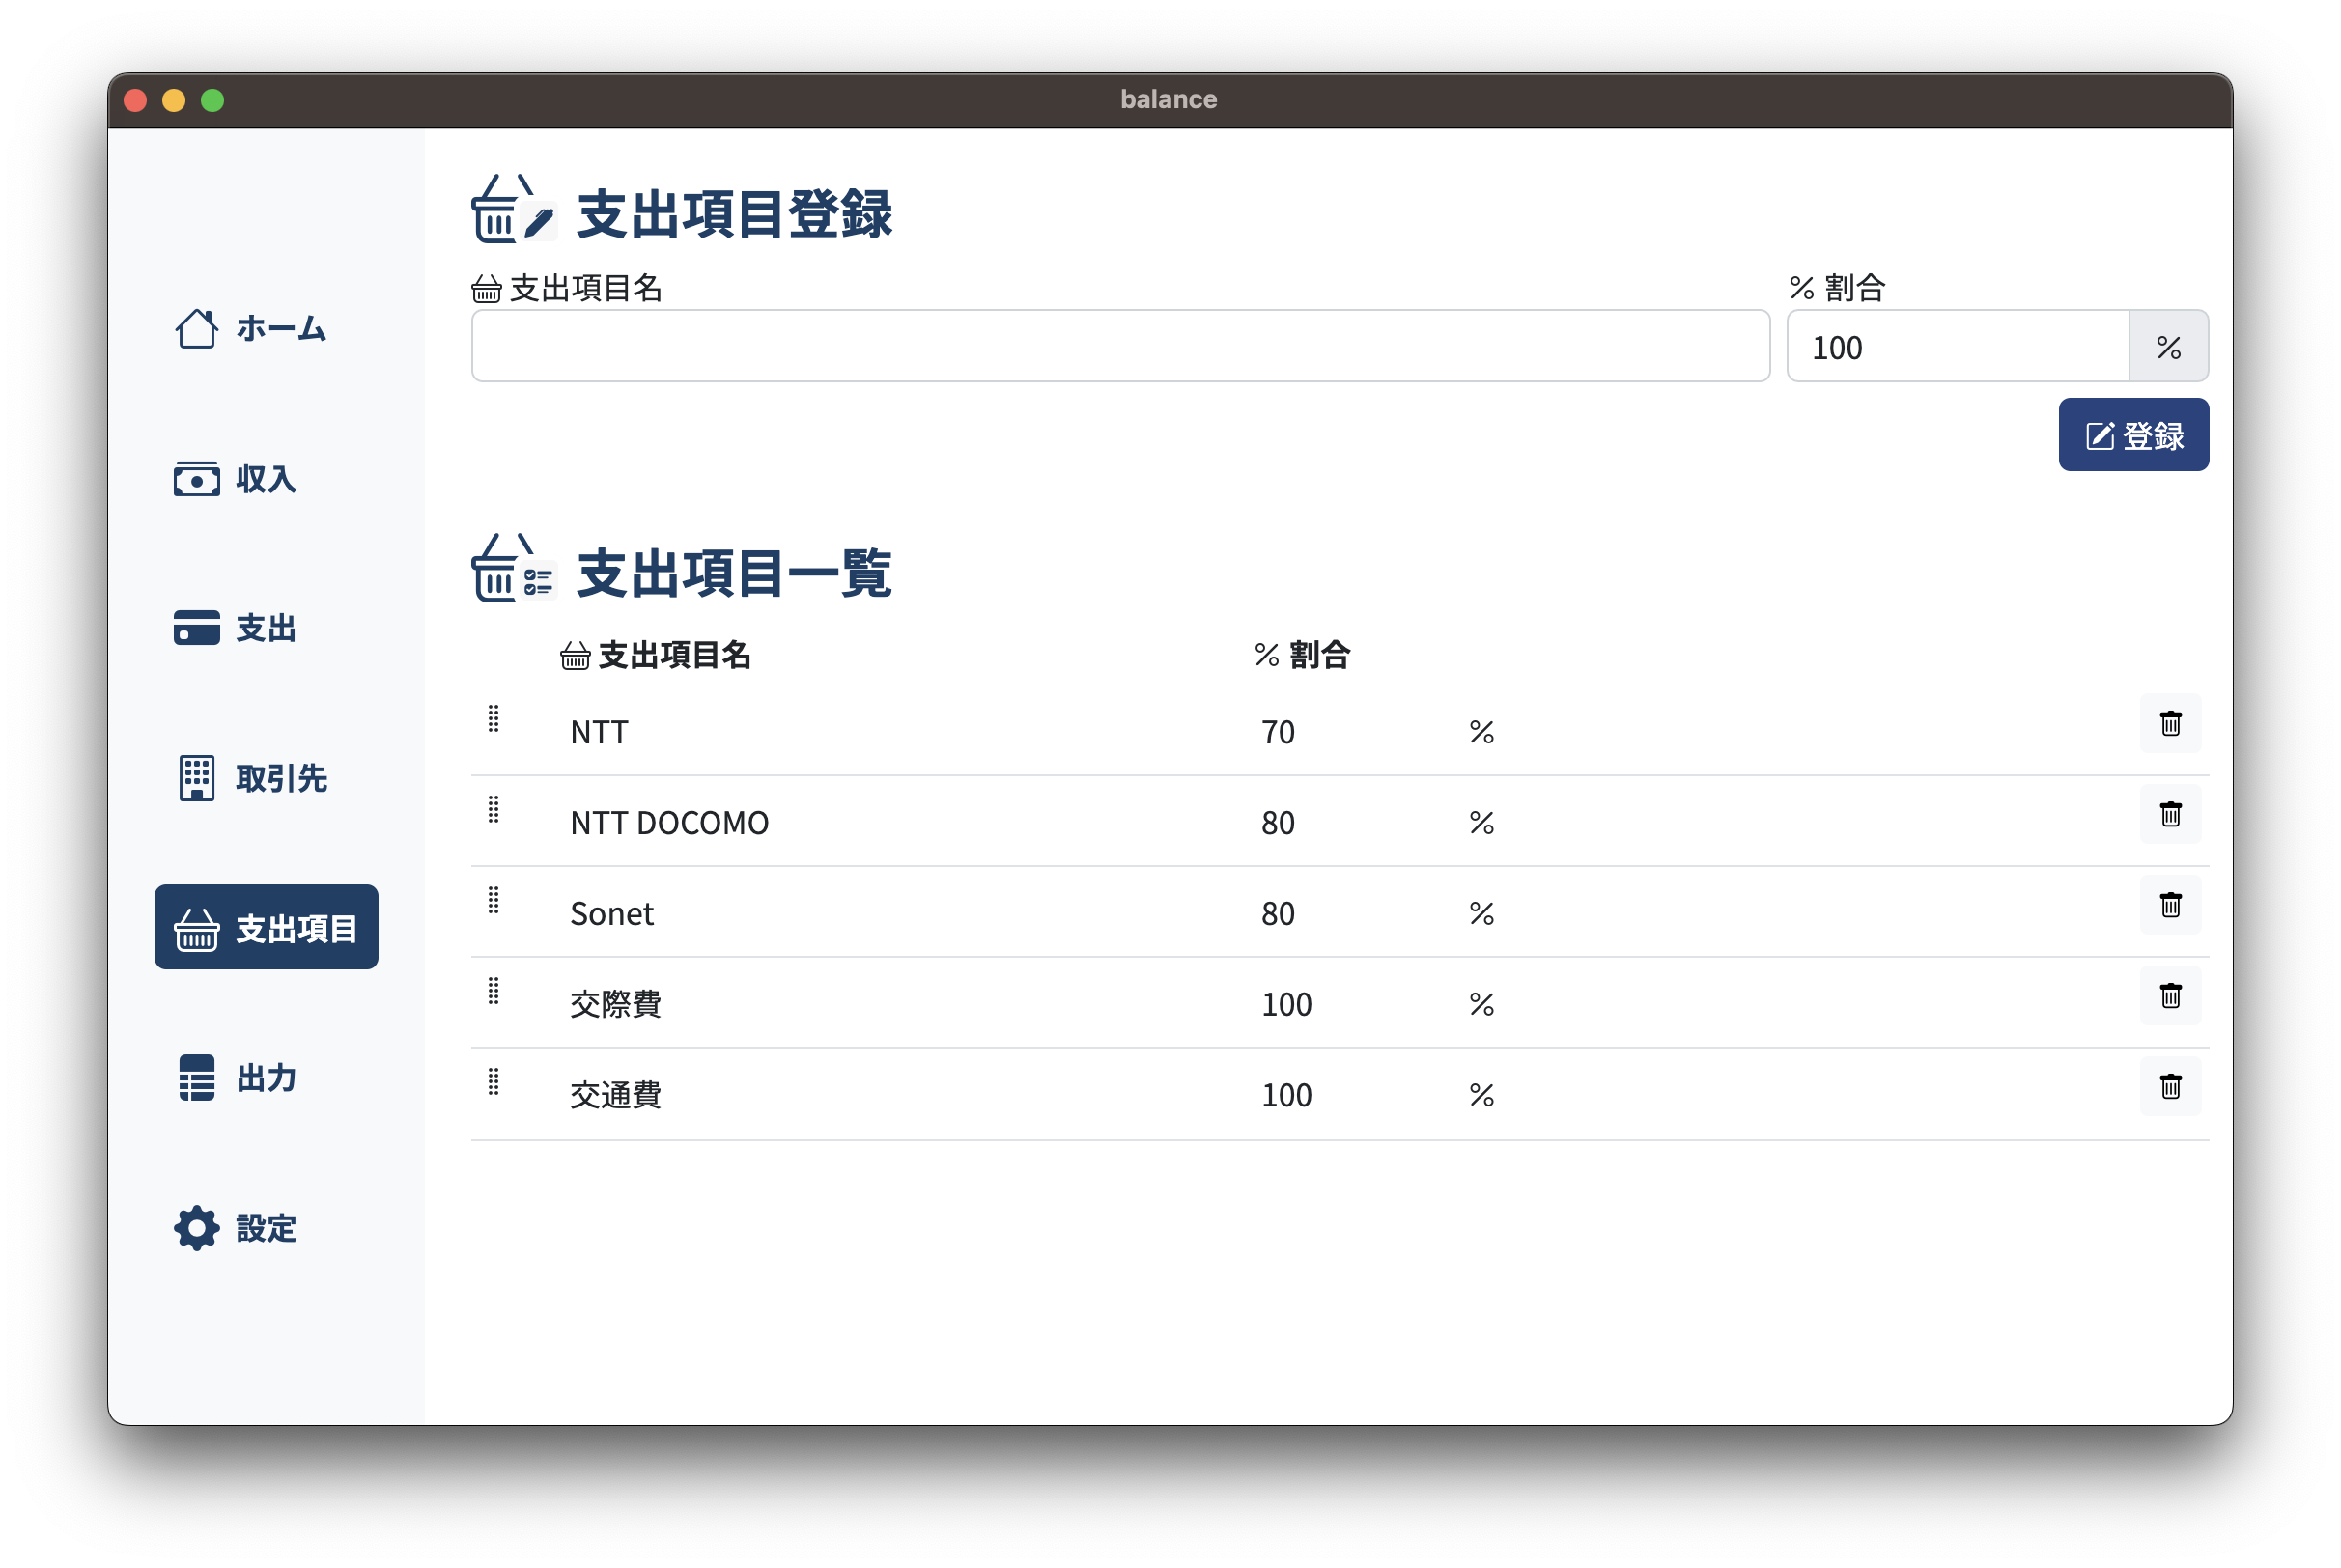 balance
ホーム
収入
支出
取引先
支出項目
出力
設定
支出項目登録
支出項目名
% 割合
100 %
登録
支出項目一覧
支出項目名 % 割合
NTT 70 %
NTT DOCOMO 80 %
Sonet 80 %
交際費 100 %
交通費 100 %